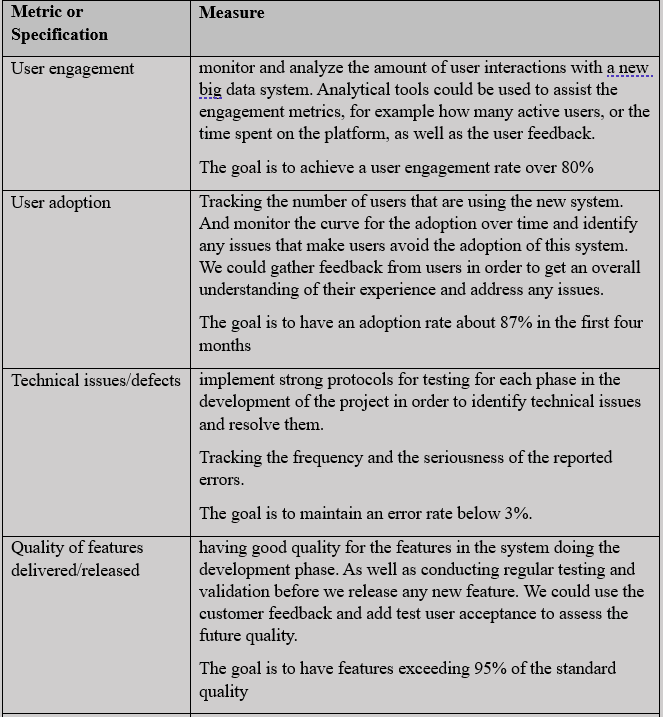 Metric or Measure
Specification
User engagement
monitor and analyze the amount of user interactions with a new
big data system. Analytical tools could be used to assist the
engagement metrics, for example how many active users, or the
time spent on the platform, as well as the user feedback.
The goal is to achieve a user engagement rate over 80%
User adoption
Tracking the number of users that are using the new system.
And monitor the curve for the adoption over time and identify
any issues that make users avoid the adoption of this system.
We could gather feedback from users in order to get an overall
understanding of their experience and address any issues.
The goal is to have an adoption rate about 87% in the first four
months
Technical issues/defects
implement strong protocols for testing for each phase in the
development of the project in order to identify technical issues
and resolve them.
Tracking the frequency and the seriousness of the reported
errors.
The goal is to maintain an error rate below 3%.
Quality of features
delivered/released
having good quality for the features in the system doing the
development phase. As well as conducting regular testing and
validation before we release any new feature. We could use the
customer feedback and add test user acceptance to assess the
future quality.
The goal is to have features exceeding 95% of the standard
quality